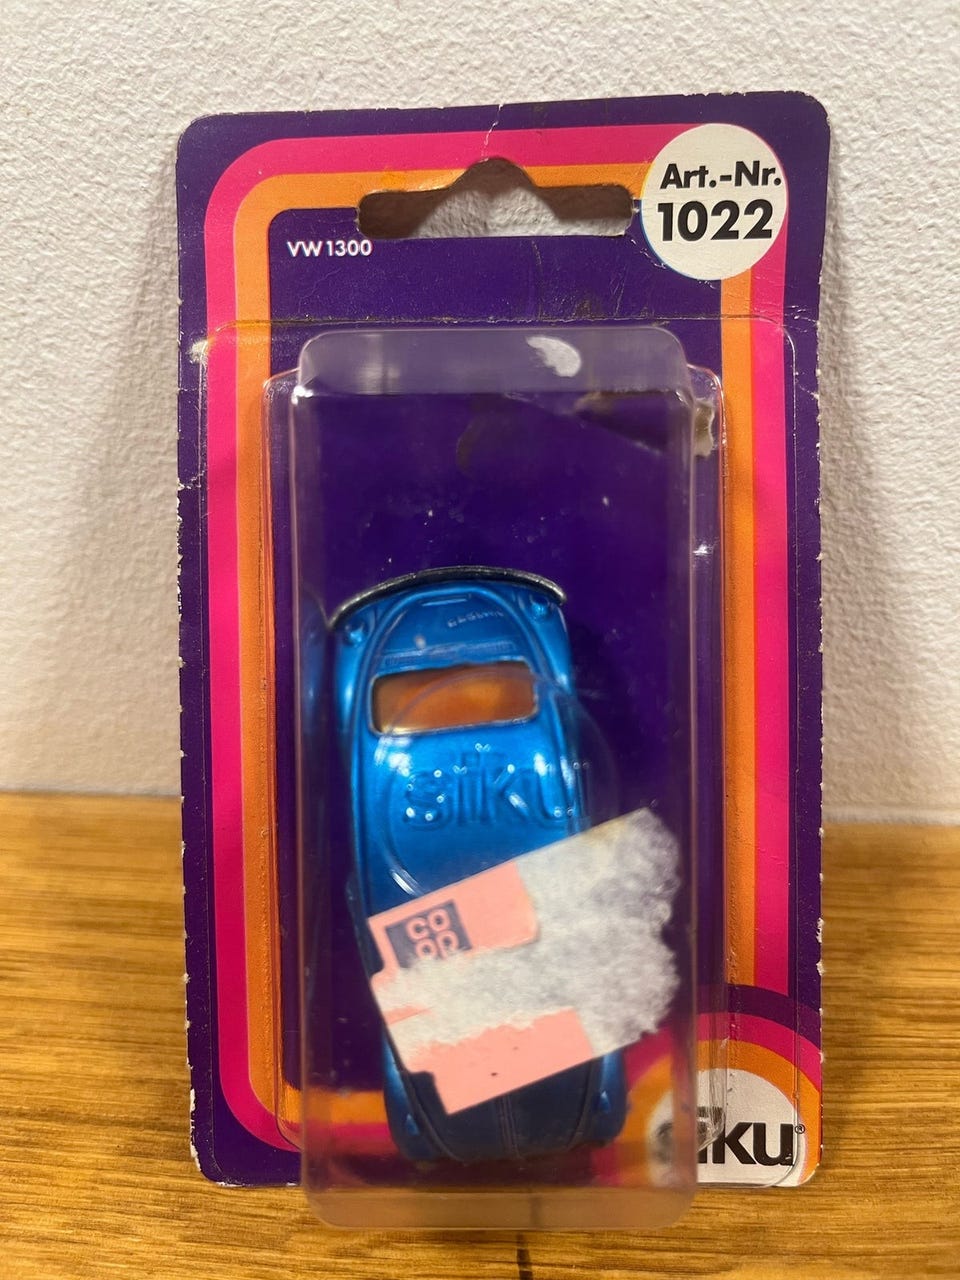 Art.-Nr.
1022
VW 1300
siku
CO
OP
siku®